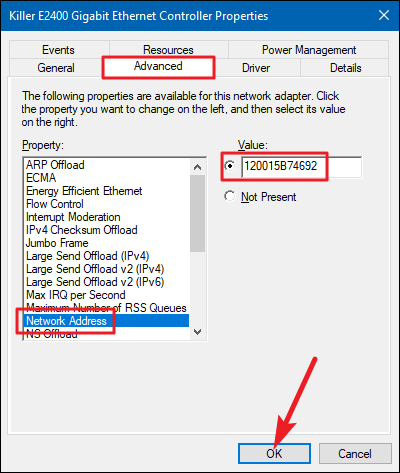 Killer E2400 Gigabit Ethernet Controller Properties
Events Resources Power Management
General Advanced Driver Details
The following properties are available for this network adapter. Click
the property you want to change on the left, and then select its value
on the right.
Property:
ARP Offload
ECMA
Energy Efficient Ethernet
Flow Control
Interrupt Moderation
IPv4 Checksum Offload
Jumbo Frame
Large Send Offload (IPv4)
Large Send Offload v2 (IPv4)
Large Send Offload v2 (IPv6)
Max IRQ per Second
Maximum Number of RSS Queues
Network Address
NS Offload
Value:
120015B74692
Not Present
OK Cancel